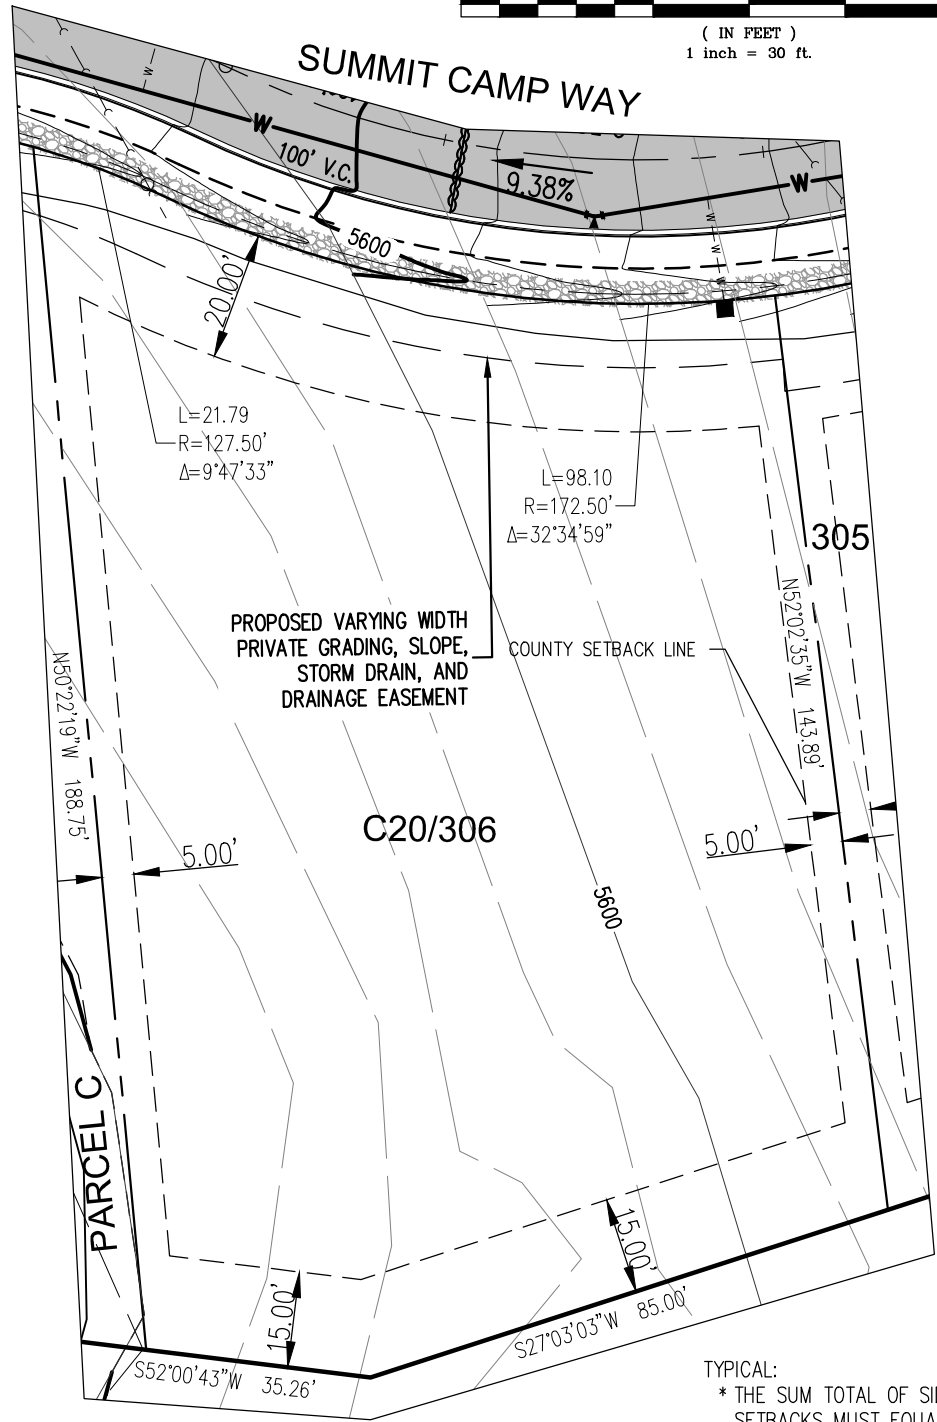 ( IN FEET )
1 inch = 30 ft.
SUMMIT CAMP WAY
W
W
100' V.C.
9.38%
W
W
W
W
W
5600
20.00'
L=21.79
R=127.50'
Δ=9°47'33"
L=98.10
R=172.50'
Δ=32°34'59"
305
PROPOSED VARYING WIDTH
PRIVATE GRADING, SLOPE,
STORM DRAIN, AND
DRAINAGE EASEMENT
COUNTY SETBACK LINE
N50°22'19"W 188.75'
N52°02'35"W 143.89'
C20/306
5.00'
5.00'
5600
PARCEL C
15.00'
15.00'
S52°00'43"W 35.26'
S27°03'03"W 85.00'
TYPICAL:
* THE SUM TOTAL OF